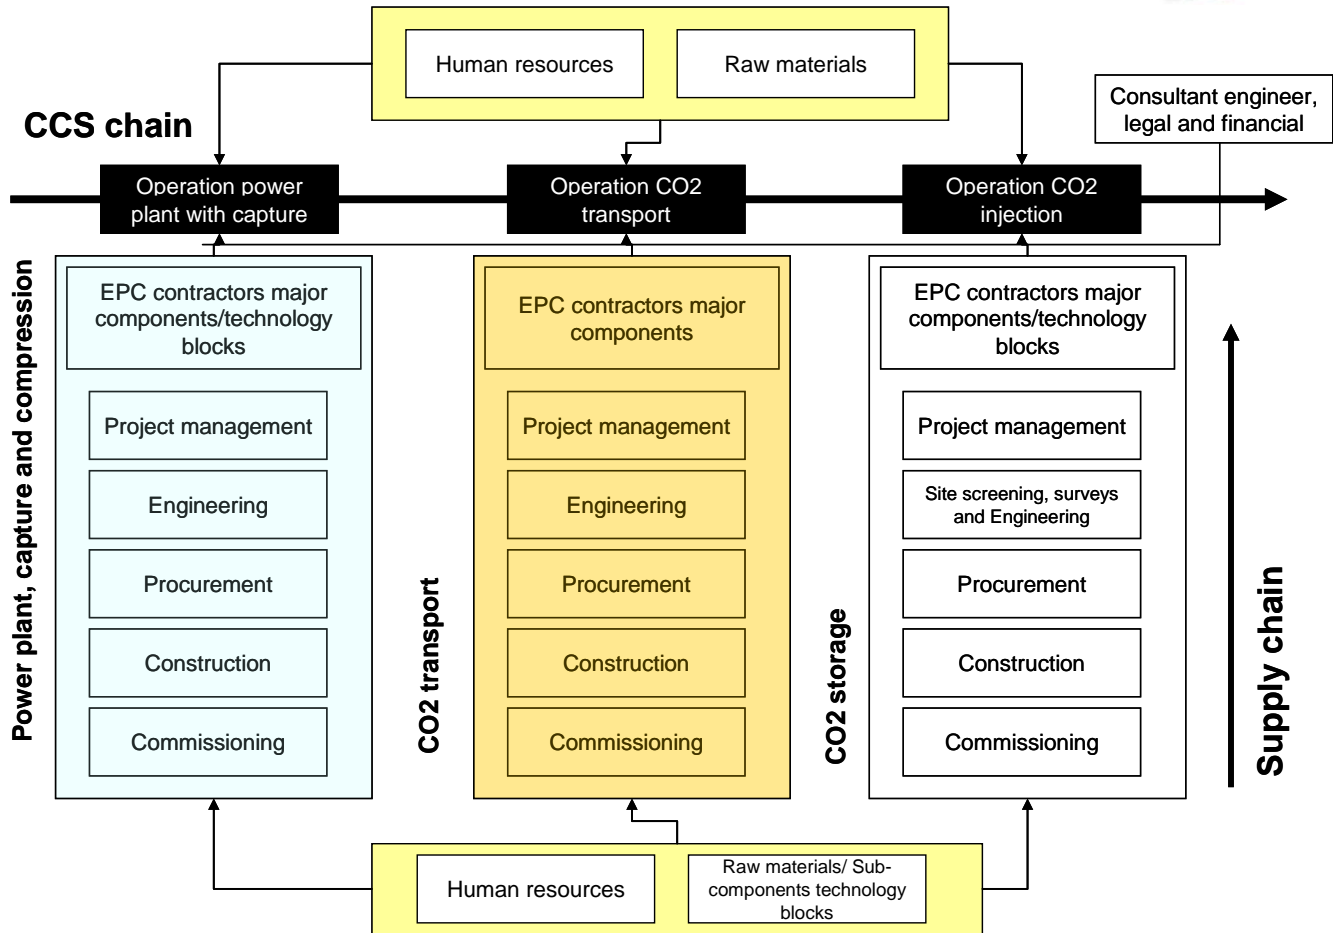 Human resources
Raw materials
Consultant engineer,
legal and financial
CCS chain
Operation power
plant with capture
Operation CO2
transport
Operation CO2
injection
Power plant, capture and compression
EPC contractors major
components/technology
blocks
Project management
Engineering
Procurement
Construction
Commissioning
CO2 transport
EPC contractors major
components
Project management
Engineering
Procurement
Construction
Commissioning
CO2 storage
EPC contractors major
components/technology
blocks
Project management
Site screening, surveys
and Engineering
Procurement
Construction
Commissioning
Supply chain
Human resources
Raw materials/ Sub-
components technology
blocks